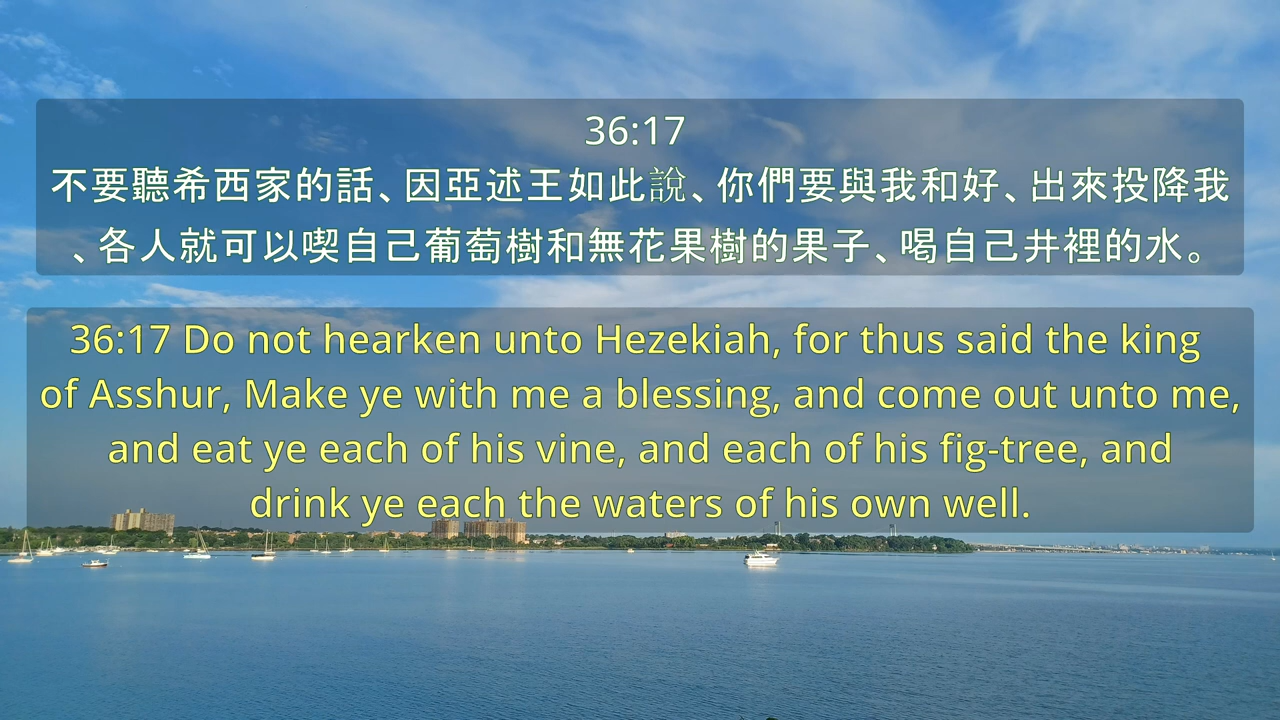 36:17
不要聽希西家的話、因亞述王如此說、你們要與我和好、出來投降我
、各人就可以喫自己葡萄樹和無花果樹的果子、喝自己井裡的水。
36:17 Do not hearken unto Hezekiah, for thus said the king
of Asshur, Make ye with me a blessing, and come out unto me,
and eat ye each of his vine, and each of his fig-tree, and
drink ye each the waters of his own well.